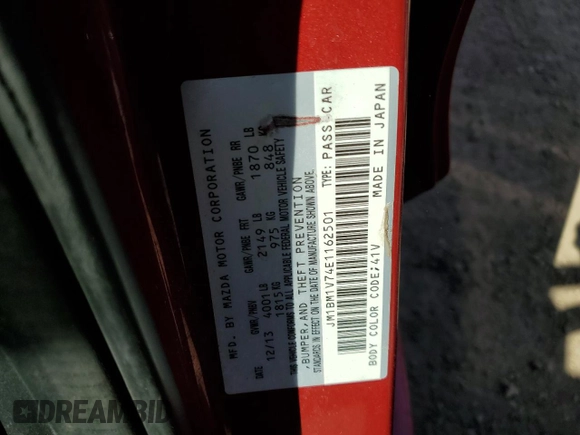 MFD. BY MAZDA MOTOR CORPORATION
DATE GVWR/PNBV GAWR/PNBE FRT GAWR/PNBE RR
12/13 4001 LB 2149 LB 1870 LB
1815 KG 975 KG 848 KG
THIS VEHICLE CONFORMS TO ALL APPLICABLE FEDERAL MOTOR VEHICLE SAFETY
,BUMPER,AND THEFT PREVENTION
STANDARDS IN EFFECT ON THE DATE OF MANUFACTURE SHOWN ABOVE.
JM1BM1V74E1162501 TYPE: PASS CAR
BODY COLOR CODE;41V MADE IN JAPAN
DREAMBID